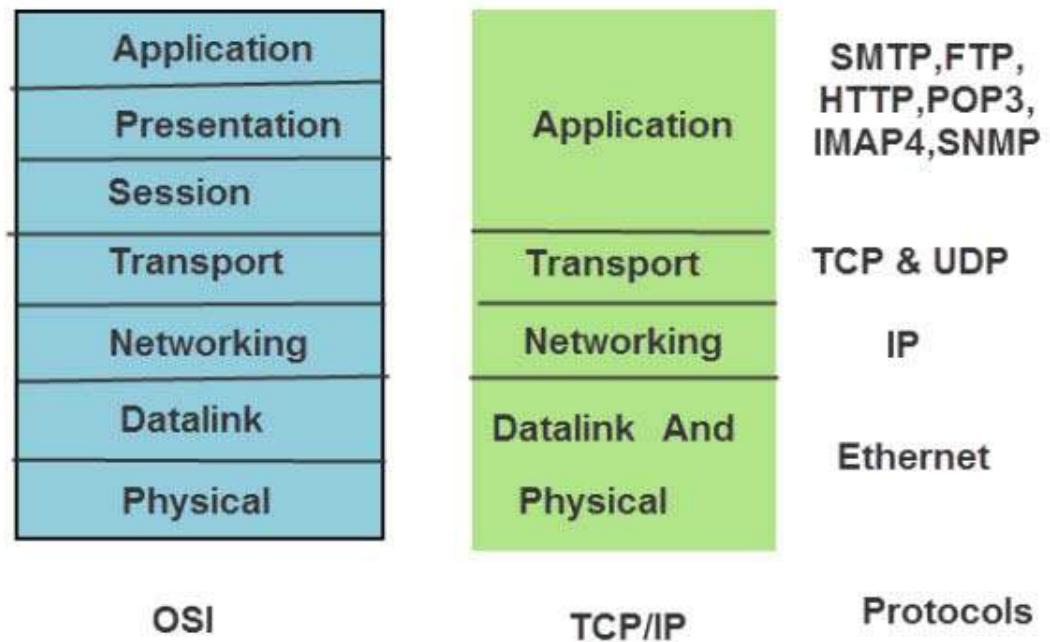 Application
Presentation
Session
Transport
Networking
Datalink
Physical
OSI
Application
Transport
Networking
Datalink And
Physical
TCP/IP
SMTP,FTP,
HTTP,POP3,
IMAP4,SNMP
TCP & UDP
IP
Ethernet
Protocols